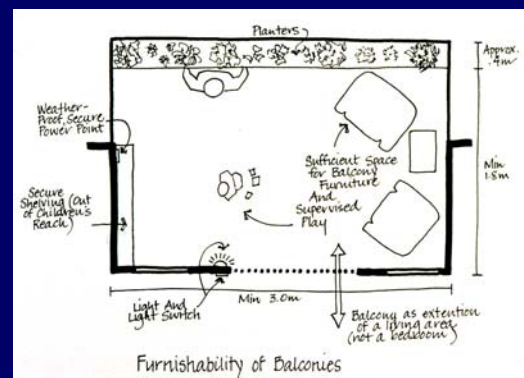 Planters
Approx.
.4m
Weather-
Proof, Secure
Power Point
Sufficient Space
for Balcony
Furniture
And
Supervised
Play
Min
1.8m
Secure
Shelving (Out
of Children's
Reach)
Light And
Light Switch
Min 3.0m
Balcony as extention
of a living area
(not a bedroom)
Furnishability of Balconies